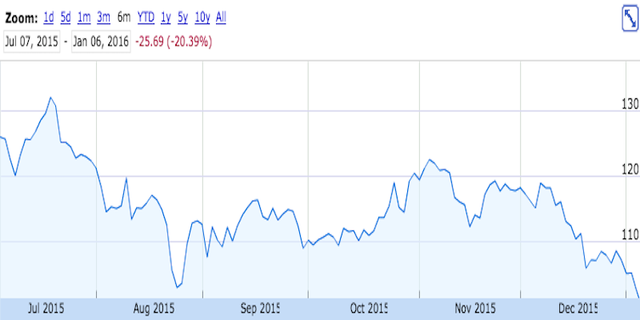 Zoom: 1d 5d 1m 3m 6m YTD 1y 5y 10y All
Jul 07, 2015 - Jan 06, 2016 -25.69 (-20.39%)
130
120
110
Jul 2015 Aug 2015 Sep 2015 Oct 2015 Nov 2015 Dec 2015